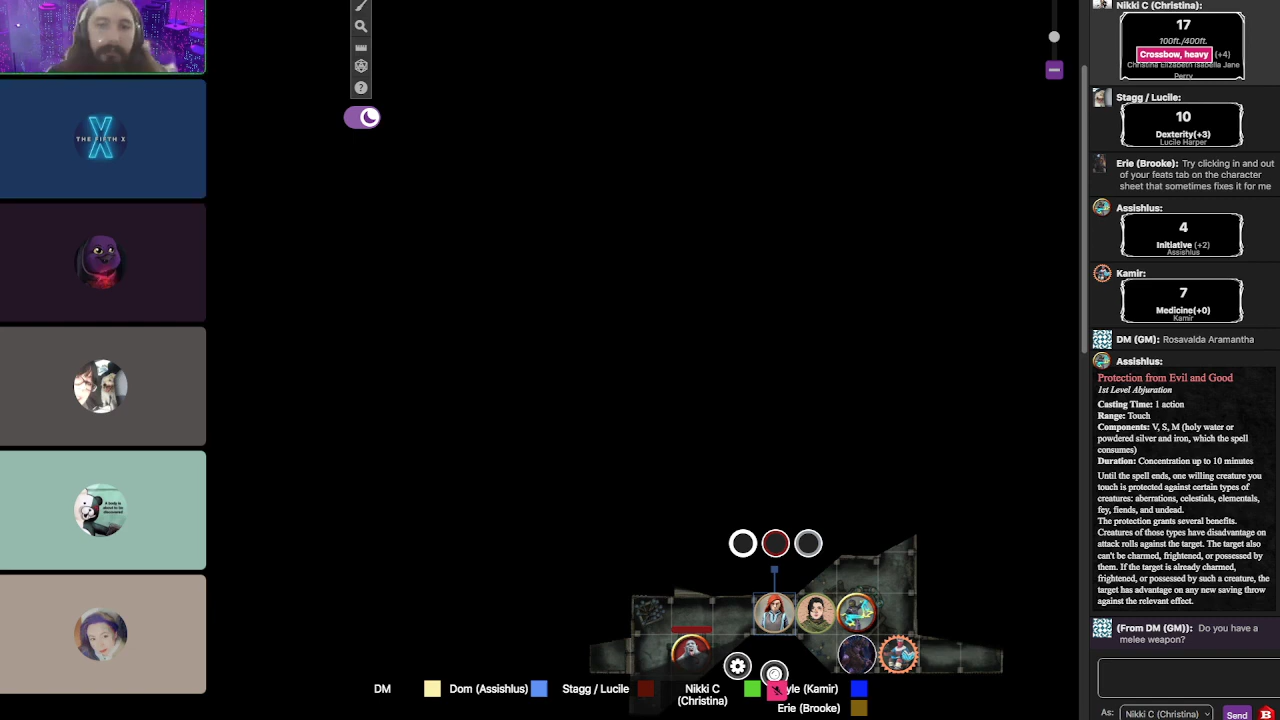 THE FIFTH X
DM
Dom (Assishlus)
Stagg / Lucile
Nikki C
(Christina)
yle (Kamir)
Erie (Brooke)
Nikki C (Christina):
17
100ft./400ft.
Crossbow, heavy (+4)
Christina Elizabeth Isabella Jane
Perry
Stagg / Lucile:
10
Dexterity(+3)
Lucile Harper
Erie (Brooke): Try clicking in and out
of your feats tab on the character
sheet that sometimes fixes it for me
Assishlus:
4
Initiative (+2)
Assishlus
Kamir:
7
Medicine(+0)
Kamir
DM (GM): Rosavalda Aramantha
Assishlus:
Protection from Evil and Good
1st Level Abjuration
Casting Time: 1 action
Range: Touch
Components: V, S, M (holy water or
powdered silver and iron, which the spell
consumes)
Duration: Concentration up to 10 minutes
Until the spell ends, one willing creature you
touch is protected against certain types of
creatures: aberrations, celestials, elementals,
fey, fiends, and undead.
The protection grants several benefits.
Creatures of those types have disadvantage on
attack rolls against the target. The target also
can't be charmed, frightened, or possessed by
them. If the target is already charmed,
frightened, or possessed by such a creature, the
target has advantage on any new saving throw
against the relevant effect.
(From DM (GM)): Do you have a
melee weapon?
As: Nikki C (Christina) Send